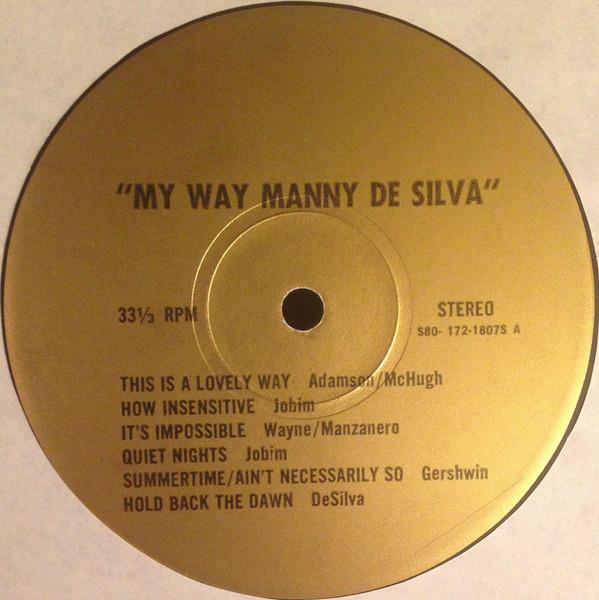 "MY WAY MANNY DE SILVA"
33⅓ RPM
STEREO
S80- 172-1807S A
THIS IS A LOVELY WAY Adamson/McHugh
HOW INSENSITIVE Jobim
IT'S IMPOSSIBLE Wayne/Manzanero
QUIET NIGHTS Jobim
SUMMERTIME/AIN'T NECESSARILY SO Gershwin
HOLD BACK THE DAWN DeSilva